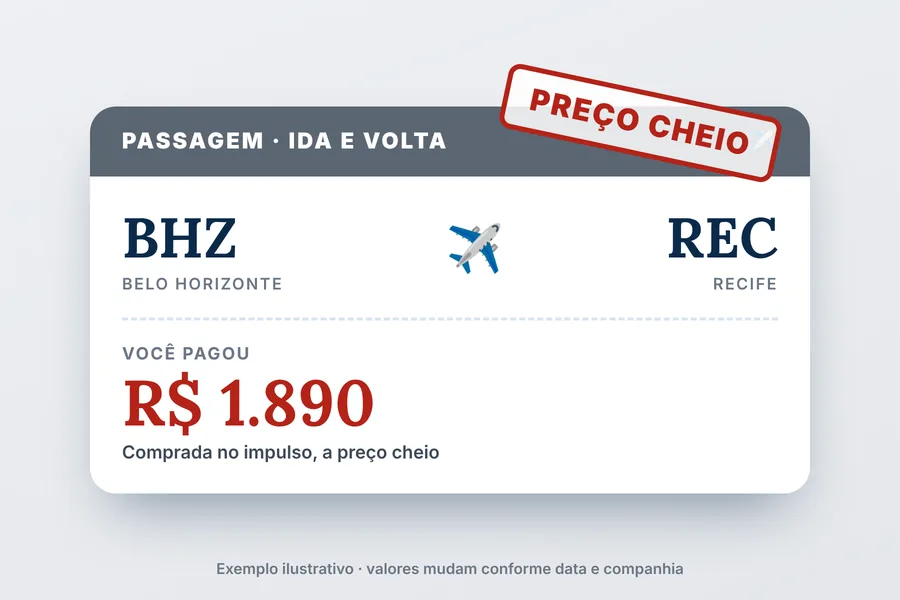 PREÇO CHEIO
PASSAGEM · IDA E VOLTA
BHZ
REC
BELO HORIZONTE
RECIFE
VOCÊ PAGOU
R$ 1.890
Comprada no impulso, a preço cheio
Exemplo ilustrativo · valores mudam conforme data e companhia